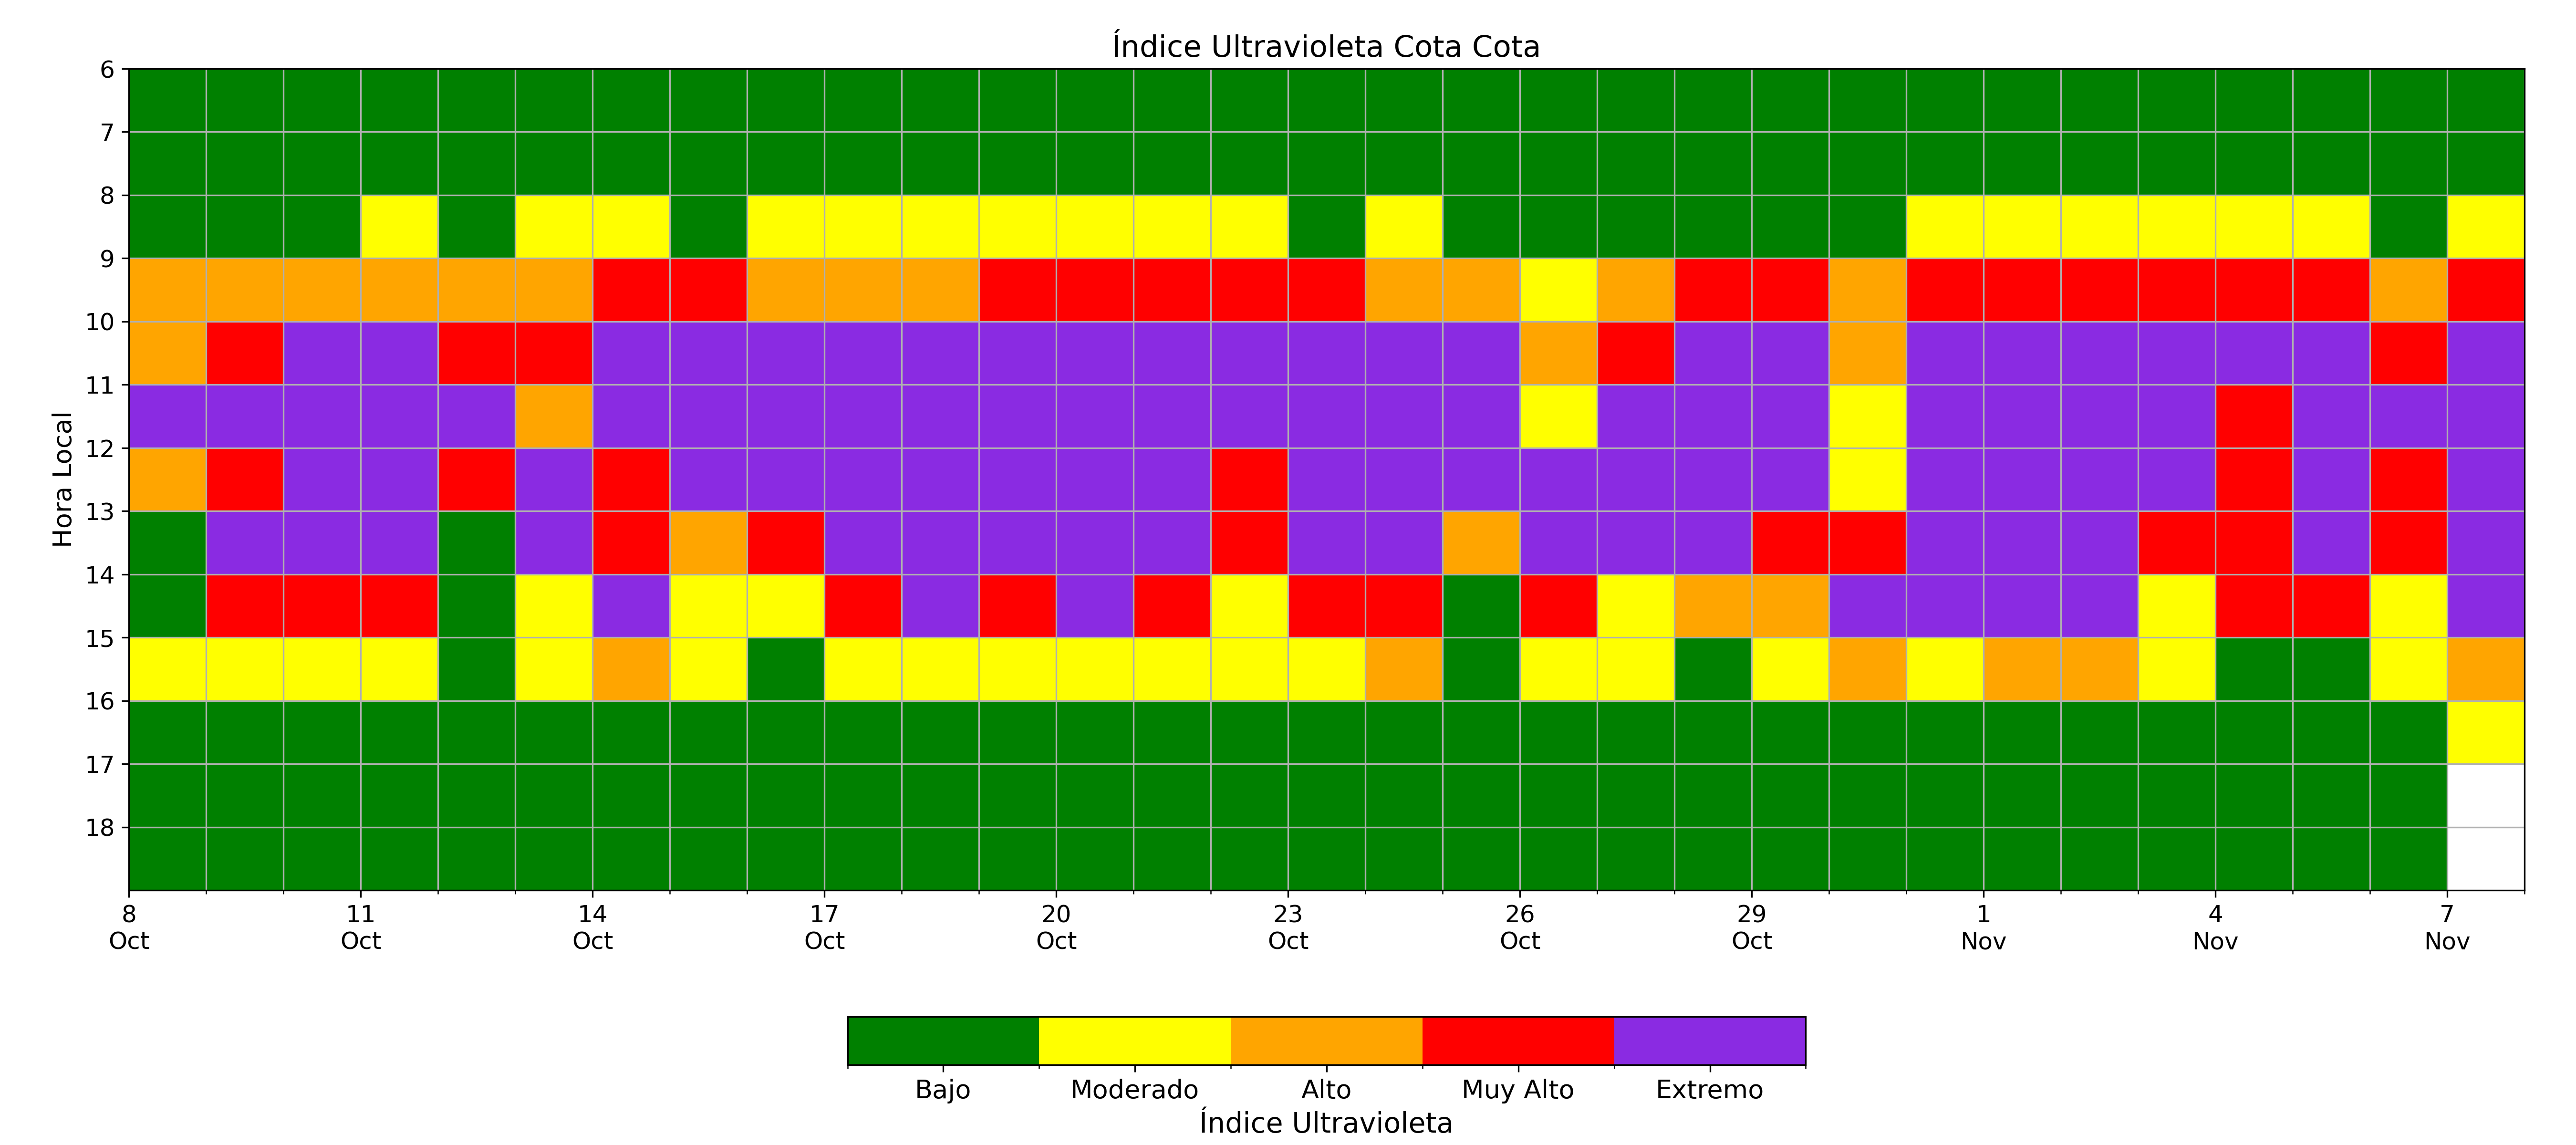 Índice Ultravioleta Cota Cota
6
7
8
9
10
11
12
13
14
15
16
17
18
Hora Local
8 11 14 17 20 23 26 29 1 4 7
Oct Oct Oct Oct Oct Oct Oct Oct Nov Nov Nov
Bajo Moderado Alto Muy Alto Extremo
Índice Ultravioleta